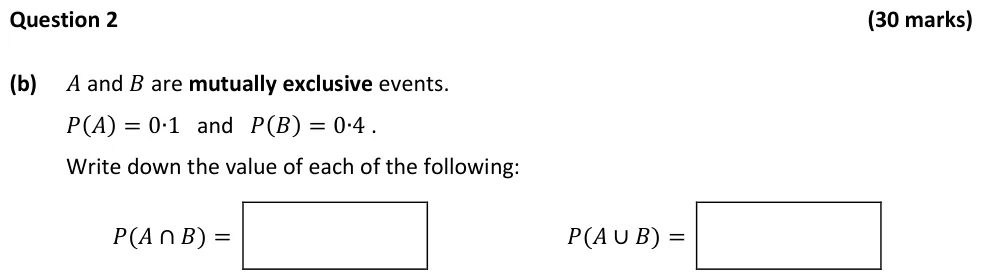 Question 2 (30 marks)
(b) A and B are mutually exclusive events.
P(A) = 0·1 and P(B) = 0·4 .
Write down the value of each of the following:
P(A ∩ B) = P(A ∪ B) =